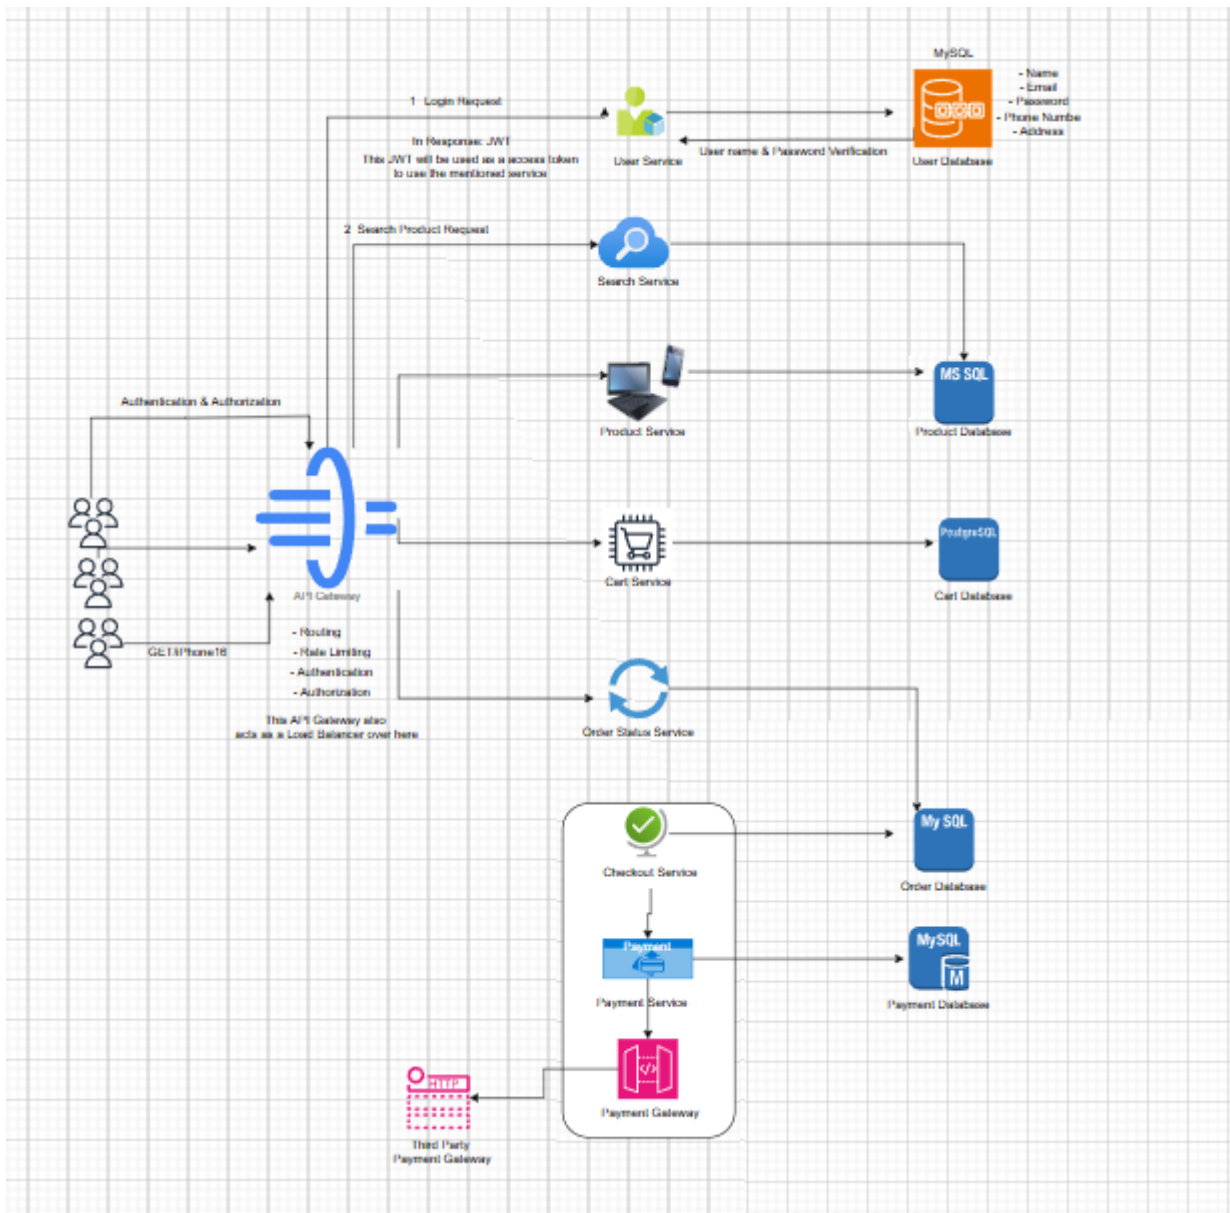 MySQL
- Name
- Email
- Password
- Phone Numbe
- Address
1 Login Request
In Response: JWT
This JWT will be used as a access token
to use the mentioned service
User Service
User name & Password Verification
User Database
2 Search Product Request
Search Service
MS SQL
Product Database
Product Service
Authentication & Authorization
PostgreSQL
Cart Service
Cart Database
API Gateway
GET/iPhone16
- Routing
- Rate Limiting
- Authentication
- Authorization
This API Gateway also
acts as a Load Balancer over here
Order Status Service
My SQL
Checkout Service
Order Database
Payment
MySQL
M
Payment Service
Payment Database
</>
HTTP
Payment Gateway
Third Party
Payment Gateway